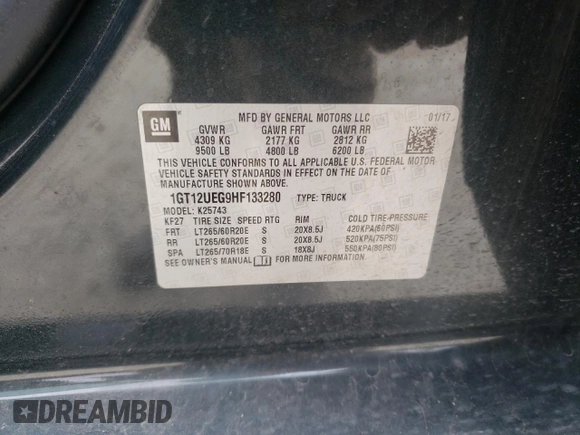 MFD BY GENERAL MOTORS LLC 01/17
GM
GVWR GAWR FRT GAWR RR
4309 KG 2177 KG 2812 KG
9500 LB 4800 LB 6200 LB
THIS VEHICLE CONFORMS TO ALL APPLICABLE U.S. FEDERAL MOTOR
VEHICLE SAFETY STANDARDS IN EFFECT ON THE DATE OF
MANUFACTURE SHOWN ABOVE.
1GT12UEG9HF133280 TYPE: TRUCK
MODEL: K25743
KF27 TIRE SIZE SPEED RTG RIM COLD TIRE-PRESSURE
FRT LT265/60R20E S 20X8.5J 420KPA(60PSI)
RR LT265/60R20E S 20X8.5J 520KPA(75PSI)
SPA LT265/70R18E S 18X8J 550KPA(80PSI)
SEE OWNER'S MANUAL FOR MORE INFORMATION.
DREAMBID